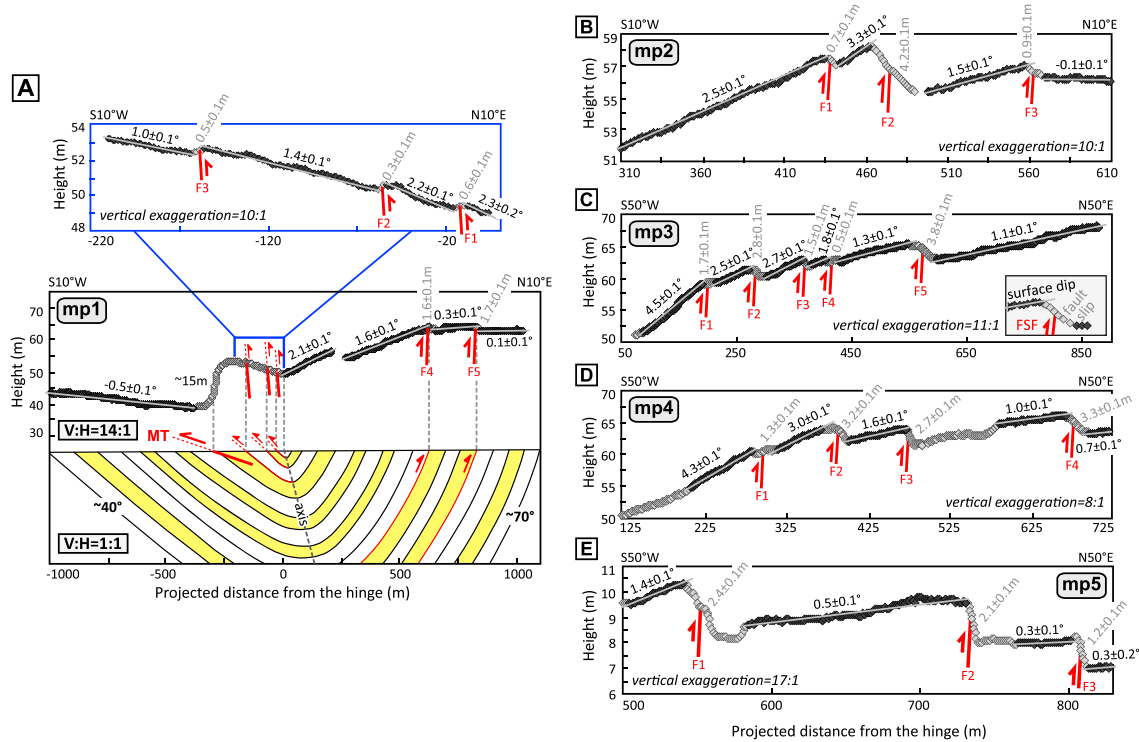 A
S10°W
N10°E
54
52
50
48
Height (m)
1.0±0.1°
0.5±0.1m
1.4±0.1°
0.3±0.1m
2.2±0.1°
0.6±0.1m
2.3±0.2°
F3
F2
F1
vertical exaggeration=10:1
-220
-120
-20
S10°W
N10°E
mp1
70
60
50
40
30
Height (m)
-0.5±0.1°
~15m
2.1±0.1°
1.6±0.1°
1.6±0.1m
0.3±0.1°
1.7±0.1m
0.1±0.1°
F4
F5
V:H=14:1
MT
~40°
axis
~70°
V:H=1:1
-1000
-500
0
500
1000
Projected distance from the hinge (m)
B
S10°W
N10°E
mp2
59
57
55
53
51
Height (m)
2.5±0.1°
0.7±0.1m
3.3±0.1°
4.2±0.1m
1.5±0.1°
0.9±0.1m
-0.1±0.1°
F1
F2
F3
vertical exaggeration=10:1
310
360
410
460
510
560
610
C
S50°W
N50°E
mp3
70
65
60
55
50
Height (m)
4.5±0.1°
1.7±0.1m
2.5±0.1°
2.8±0.1m
2.7±0.1°
1.5±0.1m
1.8±0.1°
0.5±0.1m
1.3±0.1°
3.8±0.1m
1.1±0.1°
F1
F2
F3
F4
F5
surface dip
fault
slip
FSF
vertical exaggeration=11:1
50
250
450
650
850
D
S50°W
N50°E
mp4
70
65
60
55
50
Height (m)
4.3±0.1°
1.3±0.1m
3.0±0.1°
3.2±0.1m
1.6±0.1°
2.7±0.1m
1.0±0.1°
3.3±0.1m
0.7±0.1°
F1
F2
F3
F4
vertical exaggeration=8:1
125
225
325
425
525
625
725
E
S50°W
N50°E
mp5
11
10
9
8
7
6
Height (m)
1.4±0.1°
2.4±0.1m
0.5±0.1°
2.1±0.1m
0.3±0.1°
1.2±0.1m
0.3±0.2°
F1
F2
F3
vertical exaggeration=17:1
500
600
700
800
Projected distance from the hinge (m)